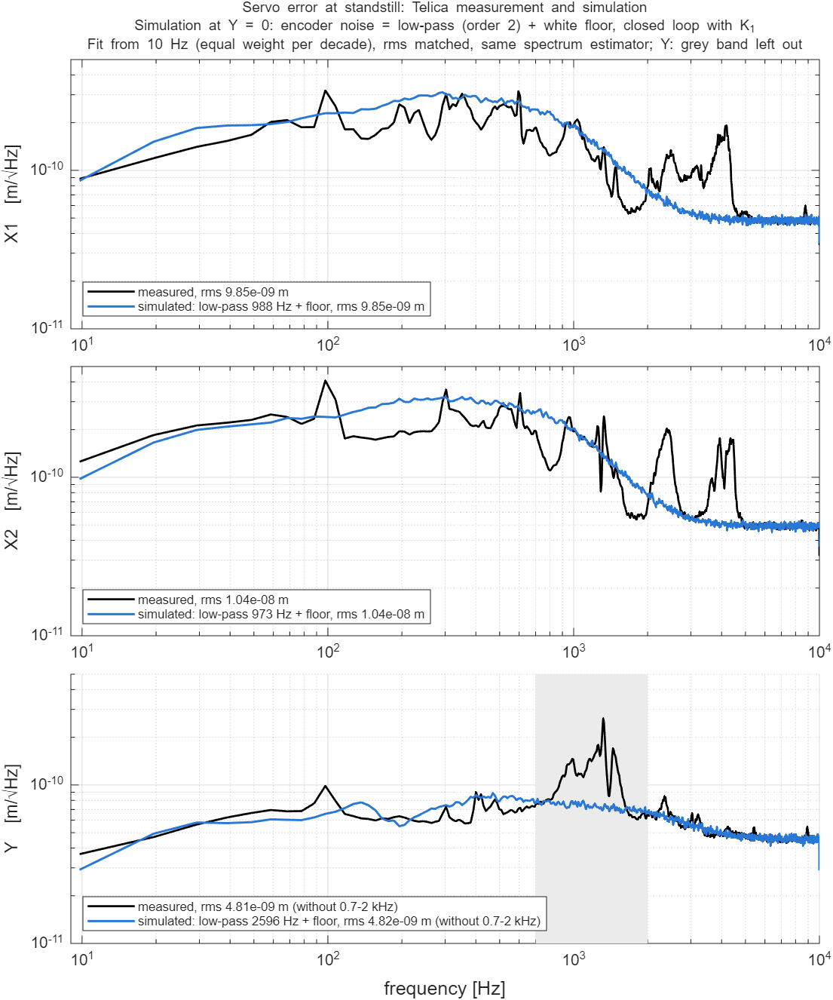 Servo error at standstill: Telica measurement and simulation
Simulation at Y = 0: encoder noise = low-pass (order 2) + white floor, closed loop with K1
Fit from 10 Hz (equal weight per decade), rms matched, same spectrum estimator; Y: grey band left out
X1 [m/√Hz]
10-10
10-11
measured, rms 9.85e-09 m
simulated: low-pass 988 Hz + floor, rms 9.85e-09 m
101 102 103 104
X2 [m/√Hz]
10-10
10-11
measured, rms 1.04e-08 m
simulated: low-pass 973 Hz + floor, rms 1.04e-08 m
101 102 103 104
Y [m/√Hz]
10-10
10-11
measured, rms 4.81e-09 m (without 0.7-2 kHz)
simulated: low-pass 2596 Hz + floor, rms 4.82e-09 m (without 0.7-2 kHz)
101 102 103 104
frequency [Hz]